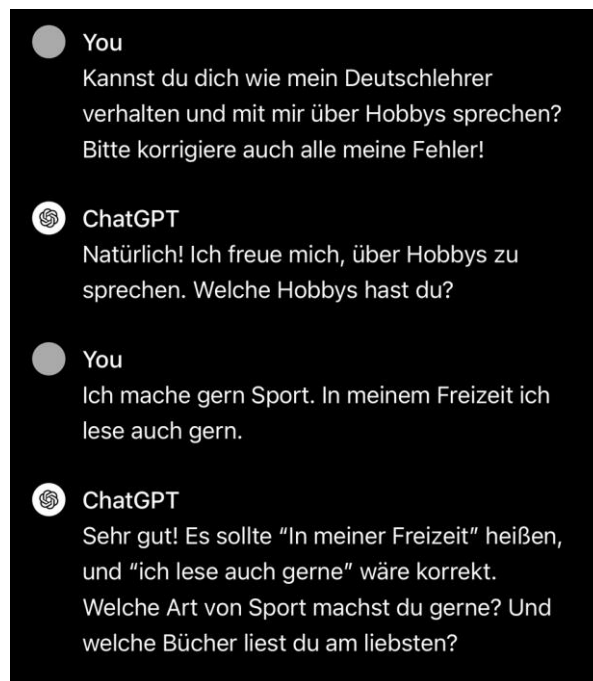 You
Kannst du dich wie mein Deutschlehrer
verhalten und mit mir über Hobbys sprechen?
Bitte korrigiere auch alle meine Fehler!
ChatGPT
Natürlich! Ich freue mich, über Hobbys zu
sprechen. Welche Hobbys hast du?
You
Ich mache gern Sport. In meinem Freizeit ich
lese auch gern.
ChatGPT
Sehr gut! Es sollte “In meiner Freizeit” heißen,
und “ich lese auch gerne” wäre korrekt.
Welche Art von Sport machst du gerne? Und
welche Bücher liest du am liebsten?